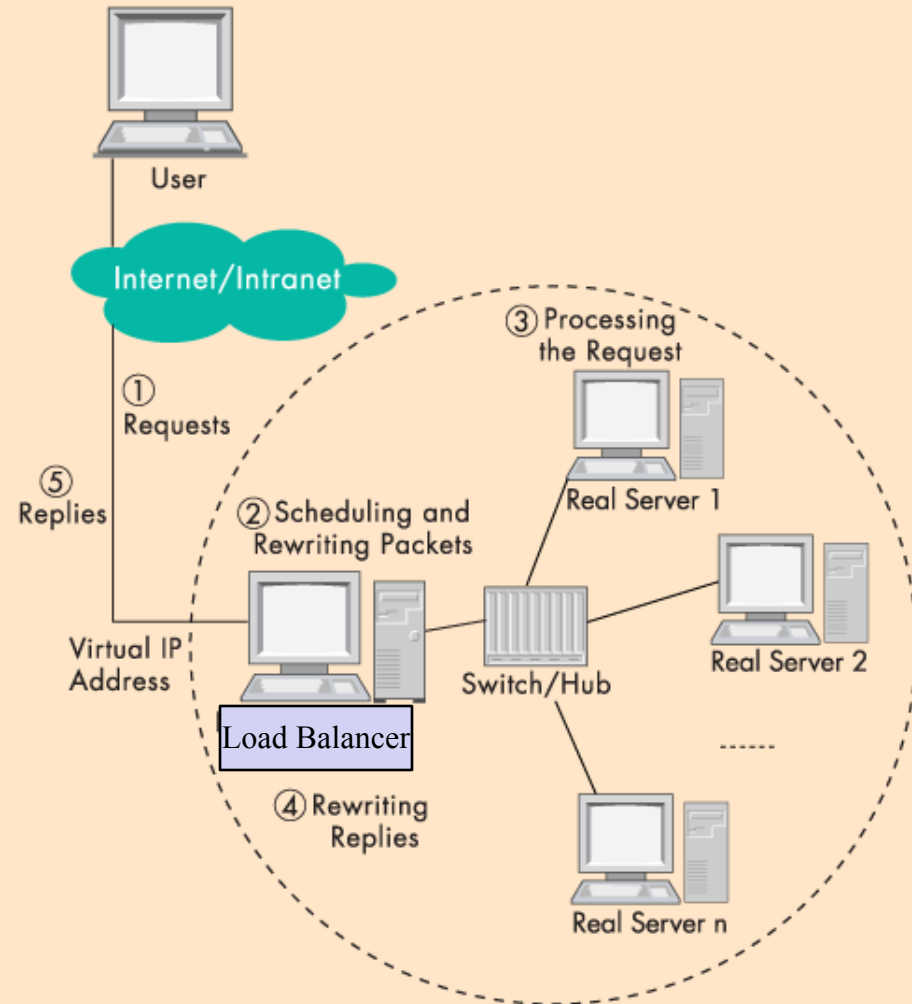 User
Internet/Intranet
① Requests
⑤ Replies
② Scheduling and
Rewriting Packets
③ Processing
the Request
Real Server 1
Virtual IP
Address
Load Balancer
Switch/Hub
Real Server 2
------
④ Rewriting
Replies
Real Server n